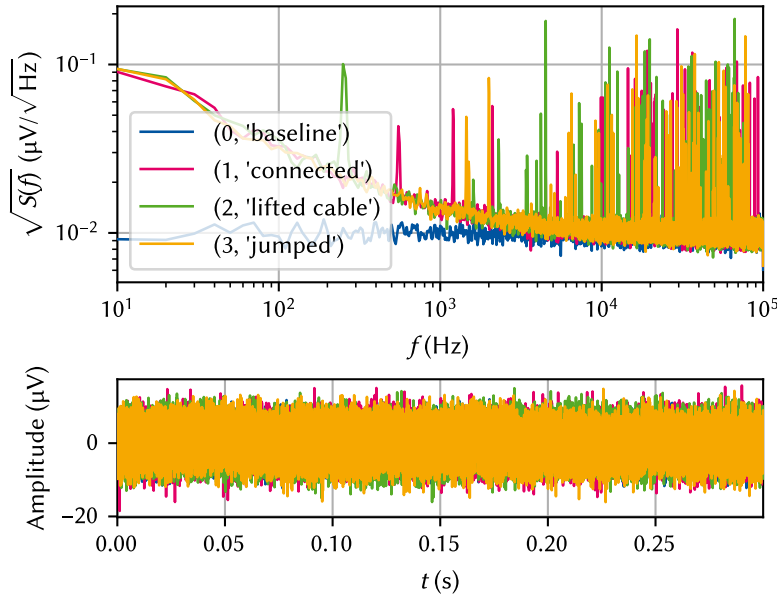 √S(f) (µV/√Hz)
10⁻¹
10⁻²
(0, 'baseline')
(1, 'connected')
(2, 'lifted cable')
(3, 'jumped')
10¹ 10² 10³ 10⁴ 10⁵
f (Hz)
Amplitude (µV)
0
−20
0.00 0.05 0.10 0.15 0.20 0.25
t (s)